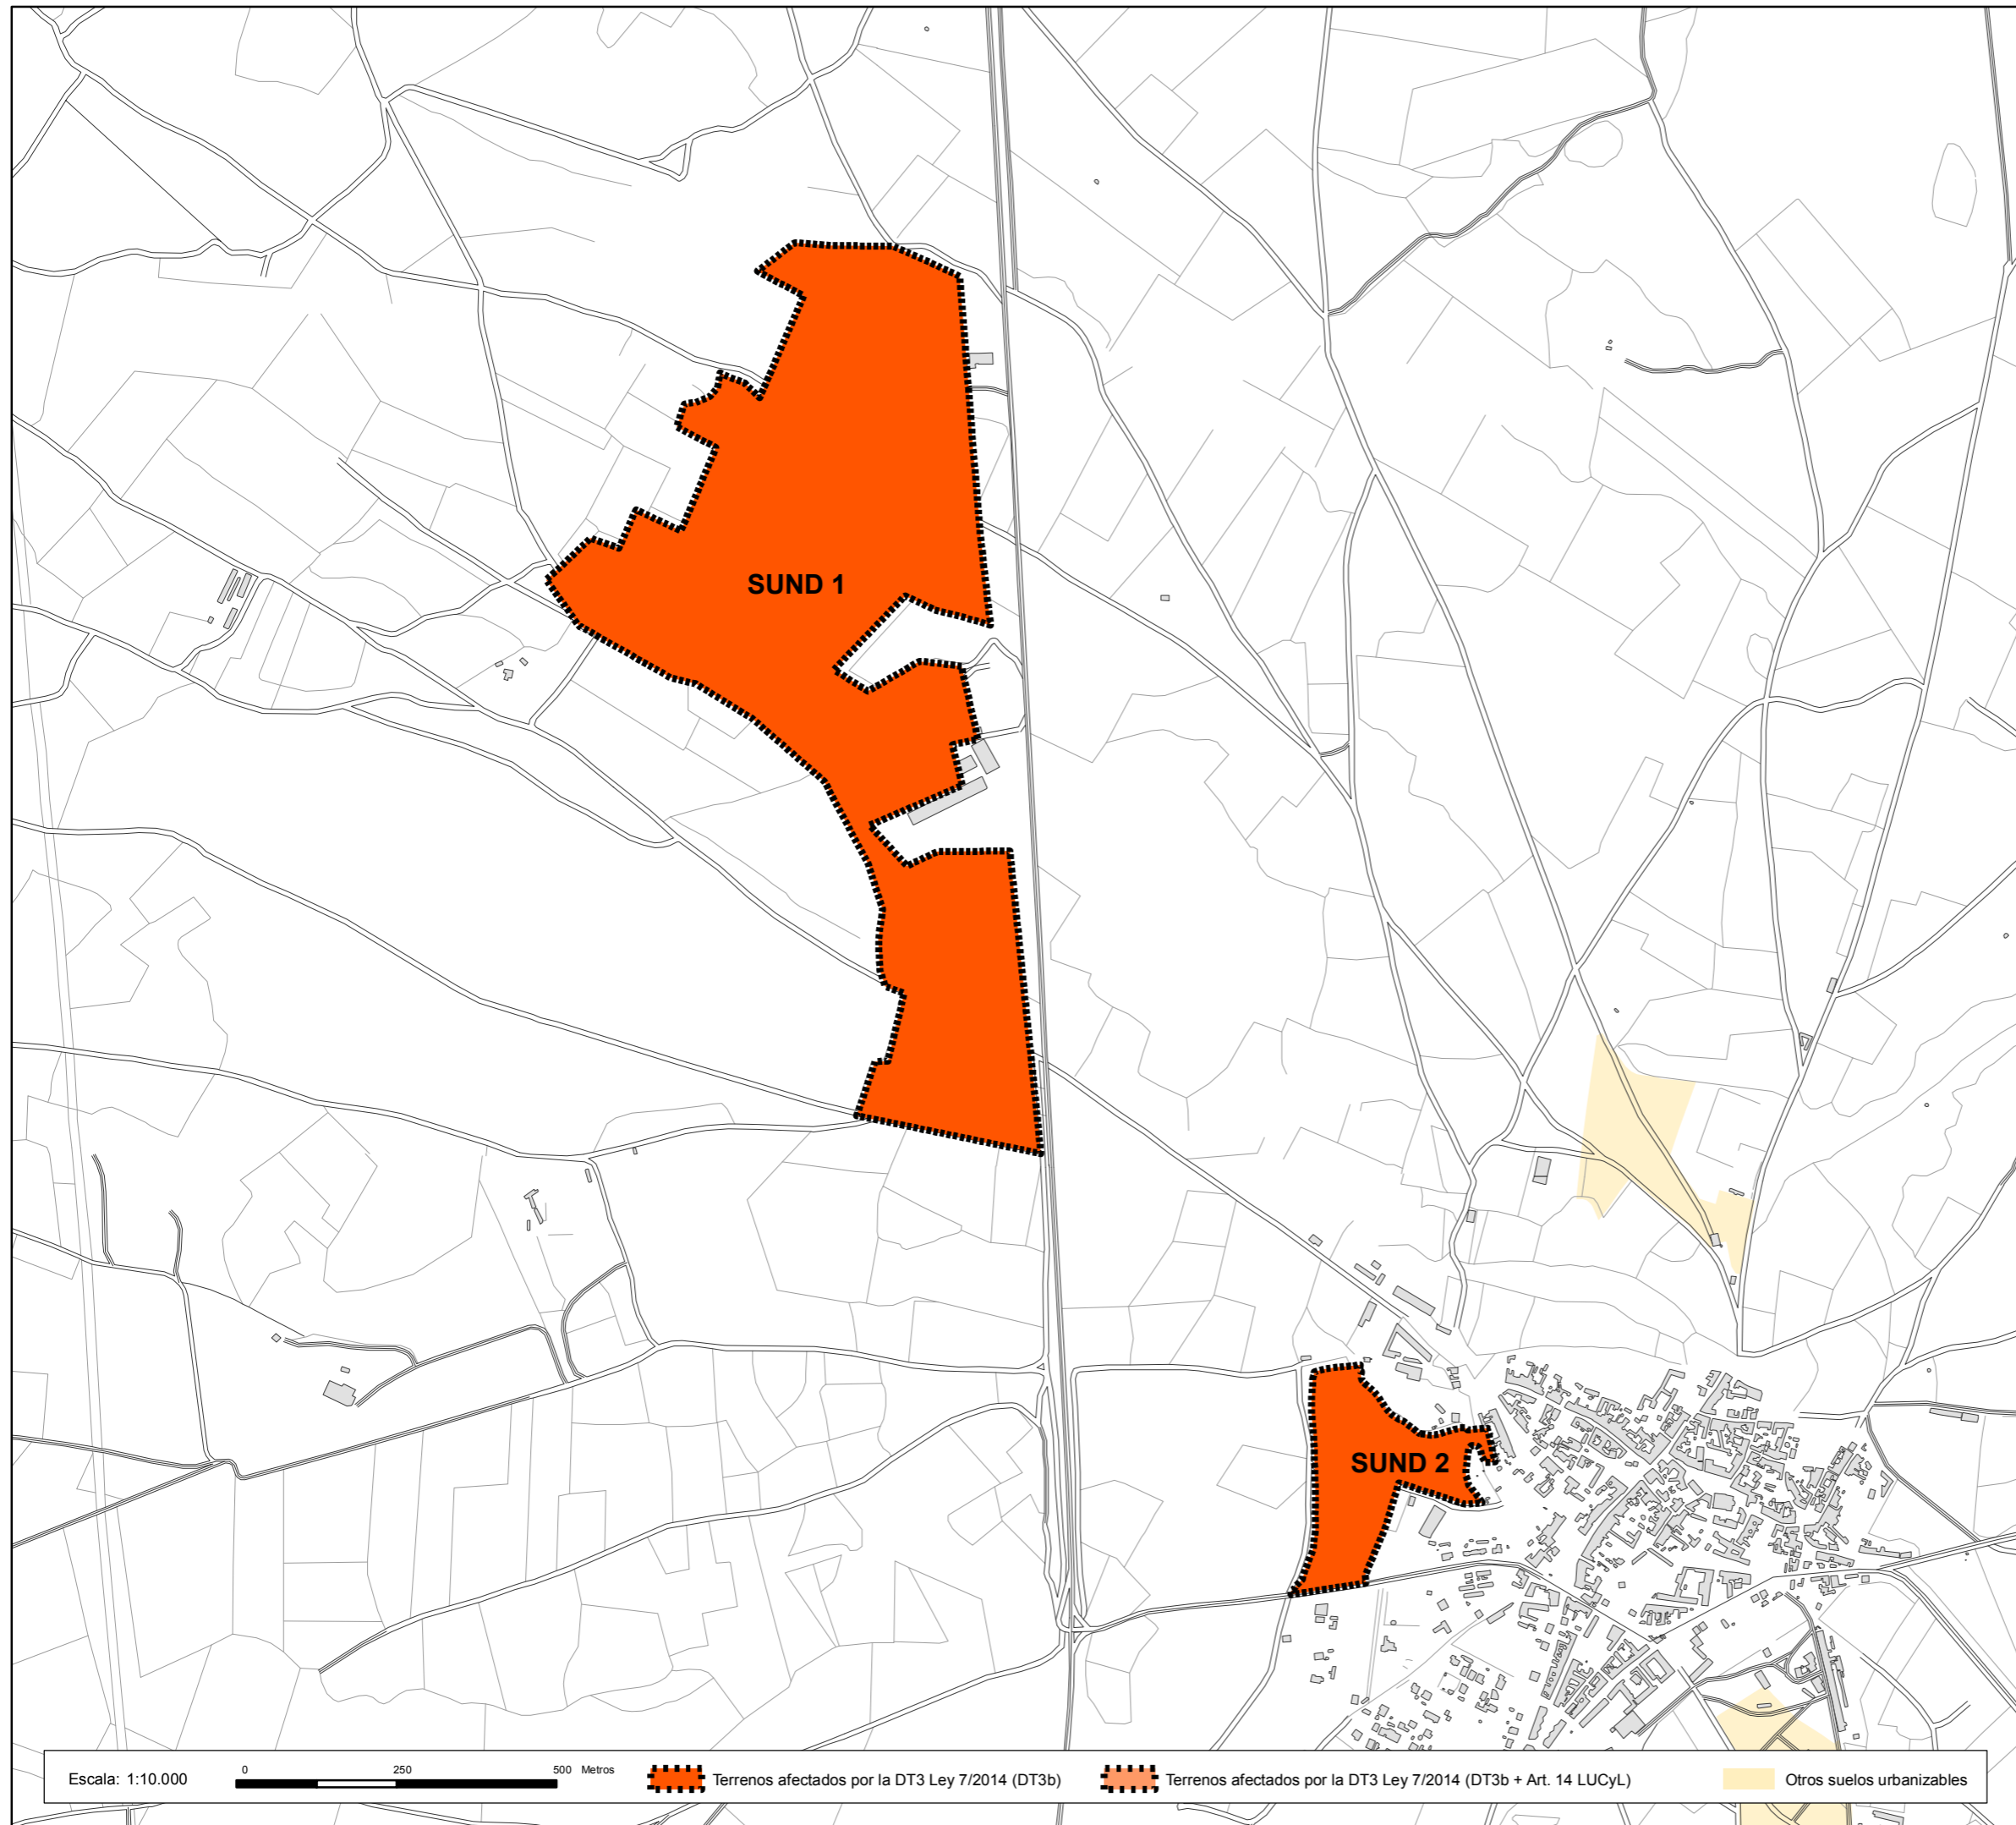 SUND 1
SUND 2
Escala: 1:10.000
0 250 500 Metros
Terrenos afectados por la DT3 Ley 7/2014 (DT3b)
Terrenos afectados por la DT3 Ley 7/2014 (DT3b + Art. 14 LUCyL)
Otros suelos urbanizables